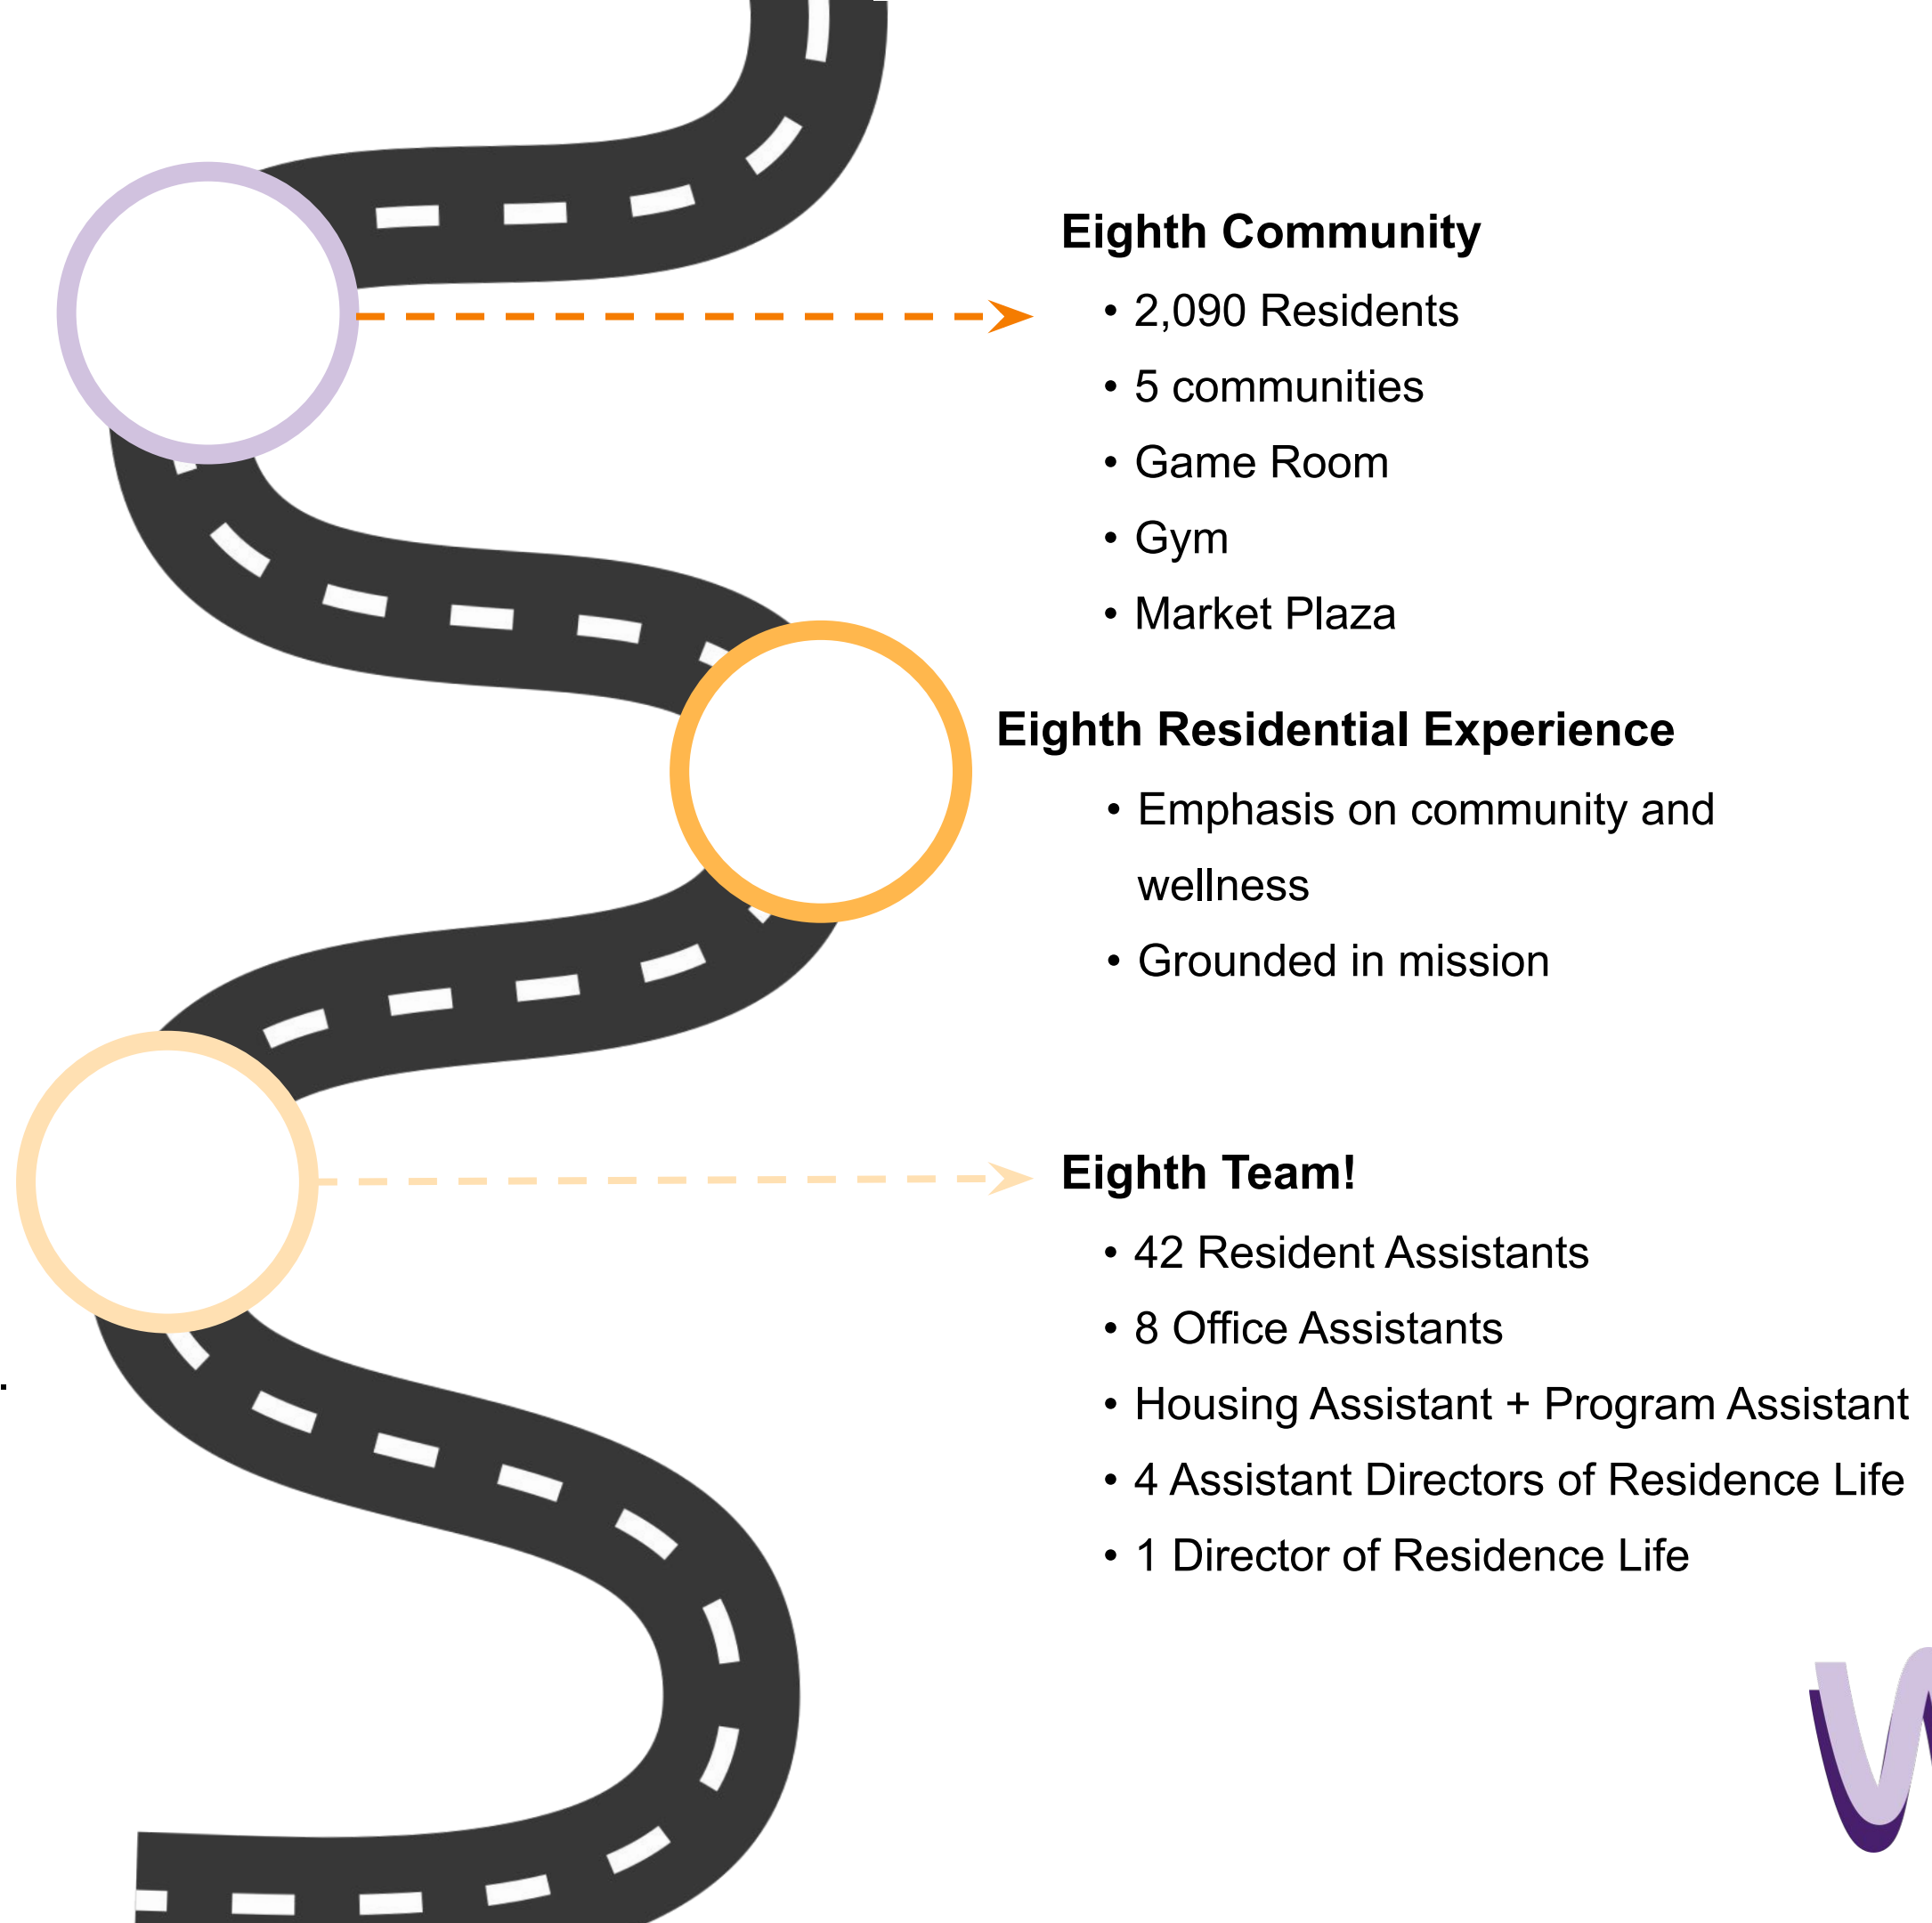 Eighth Community
• 2,090 Residents
• 5 communities
• Game Room
• Gym
• Market Plaza
Eighth Residential Experience
• Emphasis on community and
wellness
• Grounded in mission
Eighth Team!
• 42 Resident Assistants
• 8 Office Assistants
.
• Housing Assistant + Program Assistant
• 4 Assistant Directors of Residence Life
• 1 Director of Residence Life